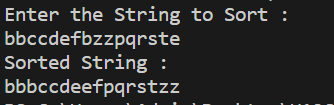 Enter the String to Sort :
bbccdefbzzpqrste
Sorted String :
bbbccdeefpqrstzz